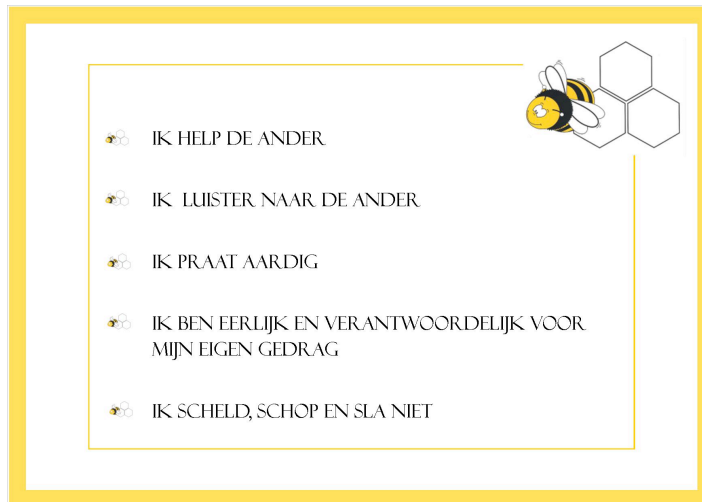 IK HELP DE ANDER
IK LUISTER NAAR DE ANDER
IK PRAAT AARDIG
IK BEN EERLIJK EN VERANTWOORDELIJK VOOR
MIJN EIGEN GEDRAG
IK SCHELD, SCHOP EN SLA NIET